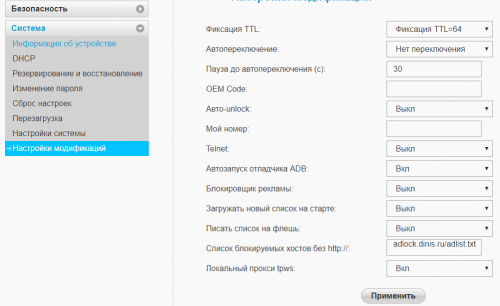 Безопасность
Система
Информация об устройстве
DHCP
Резервирование и восстановление
Изменение пароля
Сброс настроек
Перезагрузка
Настройки системы
Настройки модификаций
Фиксация TTL: Фиксация TTL=64
Автопереключение: Нет переключения
Пауза до автопереключения (с): 30
OEM Code:
Авто-unlock: Выкл
Мой номер:
Telnet: Выкл
Автозапуск отладчика ADB: Вкл
Блокировщик рекламы: Выкл
Загружать новый список на старте: Выкл
Писать список на флешь: Выкл
Список блокируемых хостов без http://: adlock.dinis.ru/adlist.txt
Локальный прокси tpws: Вкл
Применить